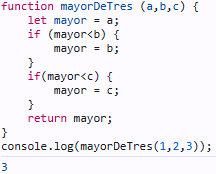 function mayorDeTres (a,b,c) {
    let mayor = a;
    if (mayor<b) {
        mayor = b;
    }
    if(mayor<c) {
        mayor = c;
    }
    return mayor;
}
console.log(mayorDeTres(1,2,3));
3